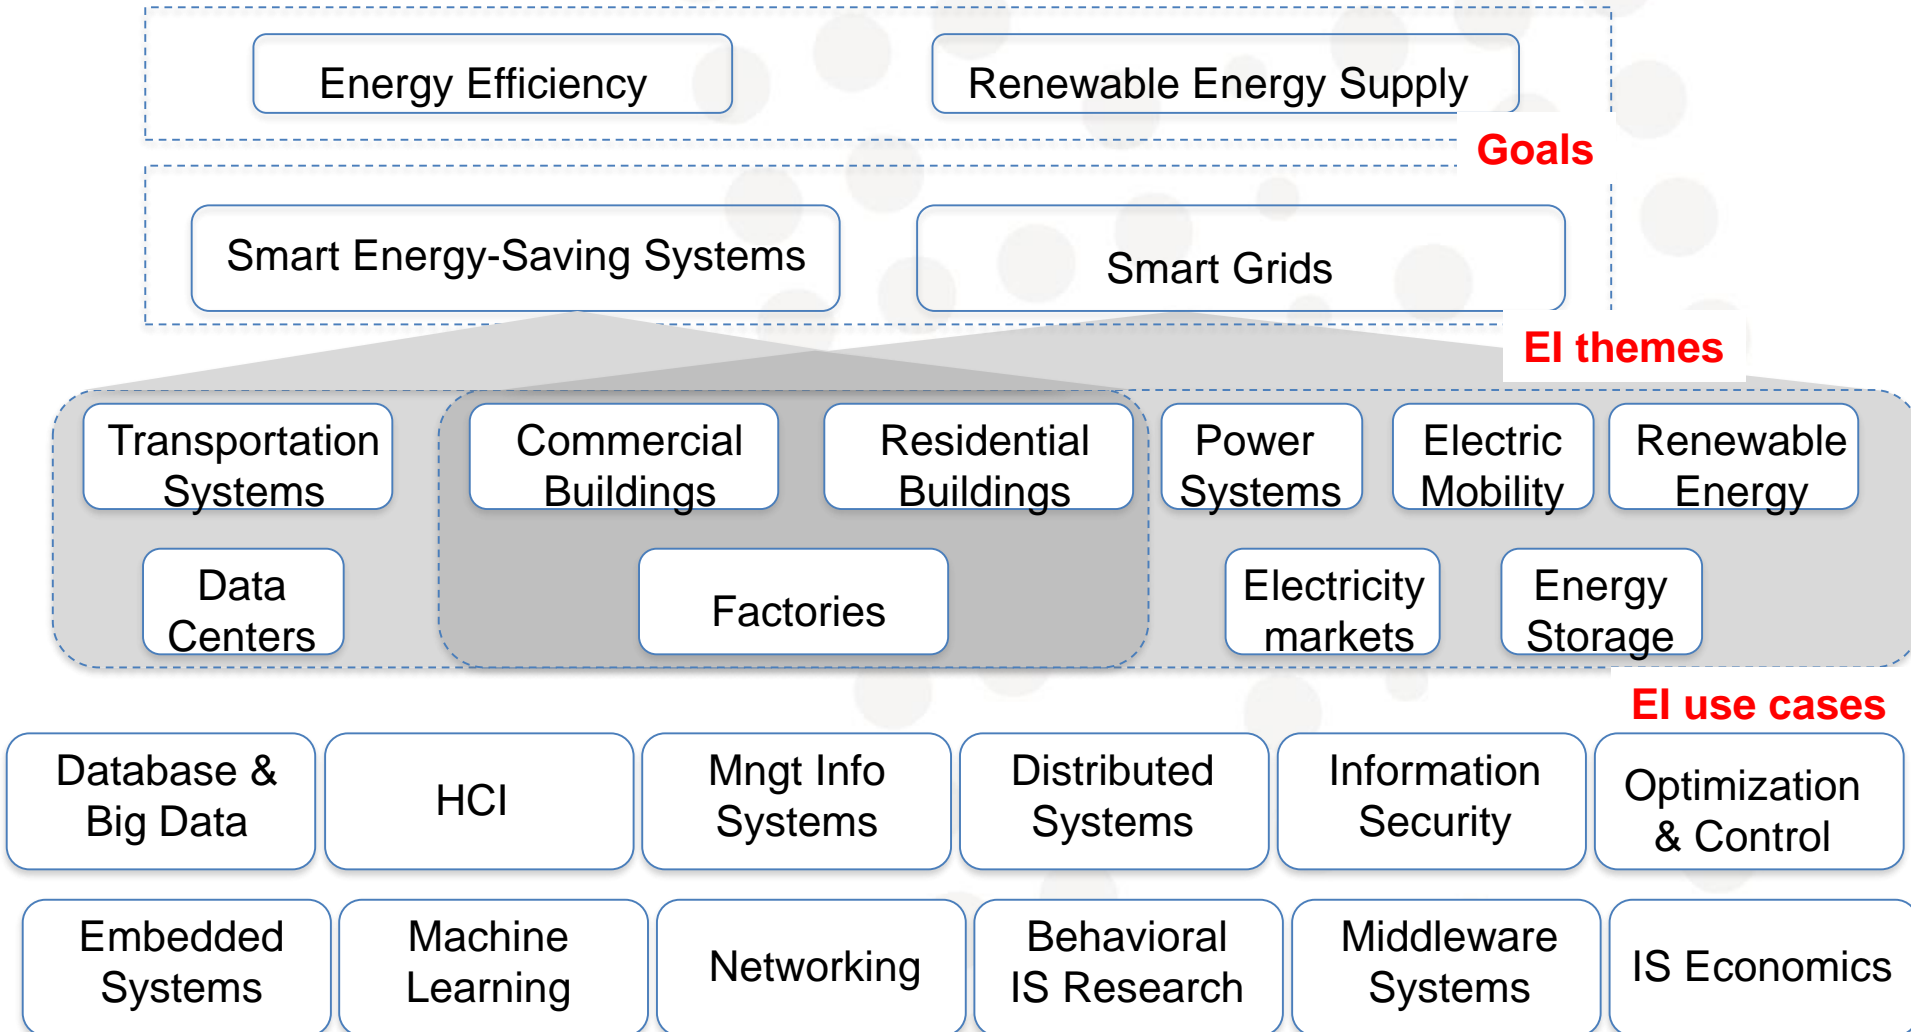 Energy Efficiency
Renewable Energy Supply
Goals
Smart Energy-Saving Systems
Smart Grids
EI themes
Transportation
Systems
Commercial
Buildings
Residential
Buildings
Power
Systems
Electric
Mobility
Renewable
Energy
Data
Centers
Factories
Electricity
markets
Energy
Storage
EI use cases
Database &
Big Data
HCI
Mngt Info
Systems
Distributed
Systems
Information
Security
Optimization
& Control
Embedded
Systems
Machine
Learning
Networking
Behavioral
IS Research
Middleware
Systems
IS Economics